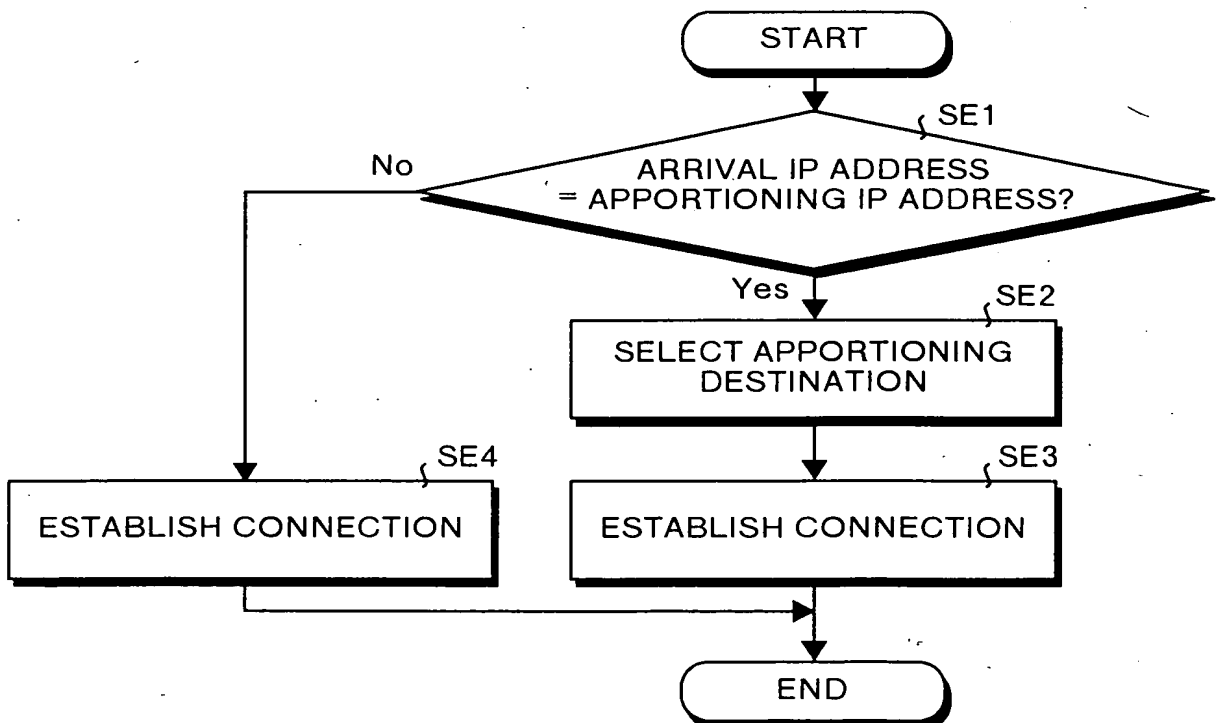 START
SE1
No
ARRIVAL IP ADDRESS
= APPORTIONING IP ADDRESS?
Yes
SE2
SELECT APPORTIONING
DESTINATION
SE4
SE3
ESTABLISH CONNECTION
ESTABLISH CONNECTION
END